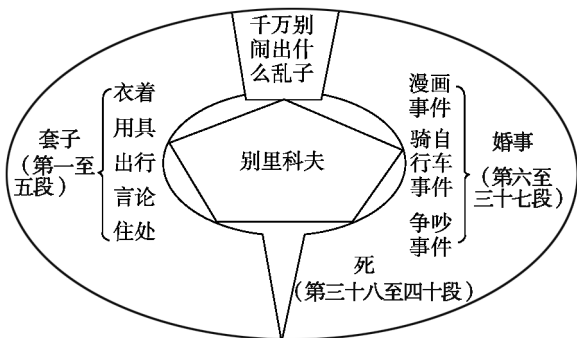 千万别
闹出什
么乱子
套子
(第一至
五段)
衣着
用具
出行
言论
住处
别里科夫
漫画
事件
骑自
行车
事件
争吵
事件
婚事
(第六至
三十七段)
死
(第三十八至四十段)